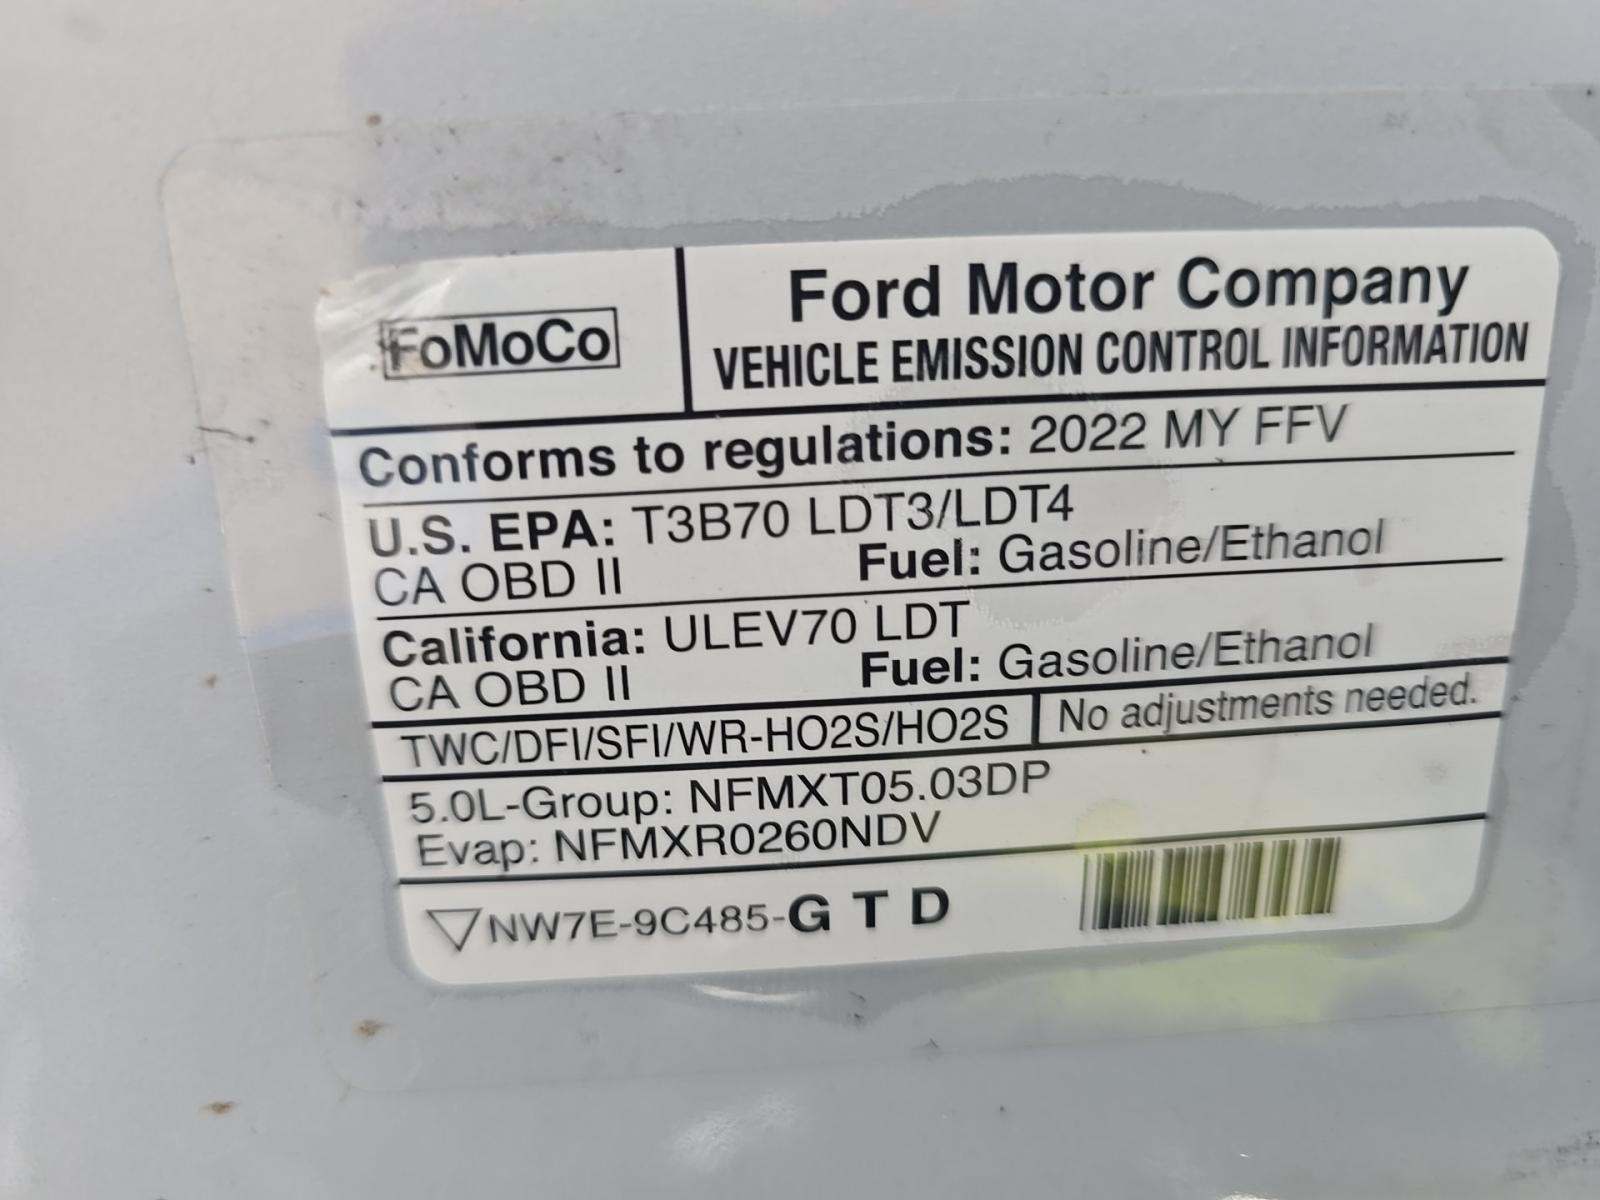 FoMoCo
Ford Motor Company
VEHICLE EMISSION CONTROL INFORMATION
Conforms to regulations: 2022 MY FFV
U.S. EPA: T3B70 LDT3/LDT4
CA OBD II Fuel: Gasoline/Ethanol
California: ULEV70 LDT
CA OBD II Fuel: Gasoline/Ethanol
TWC/DFI/SFI/WR-HO2S/HO2S No adjustments needed.
5.0L-Group: NFMXT05.03DP
Evap: NFMXR0260NDV
NW7E-9C485-G T D